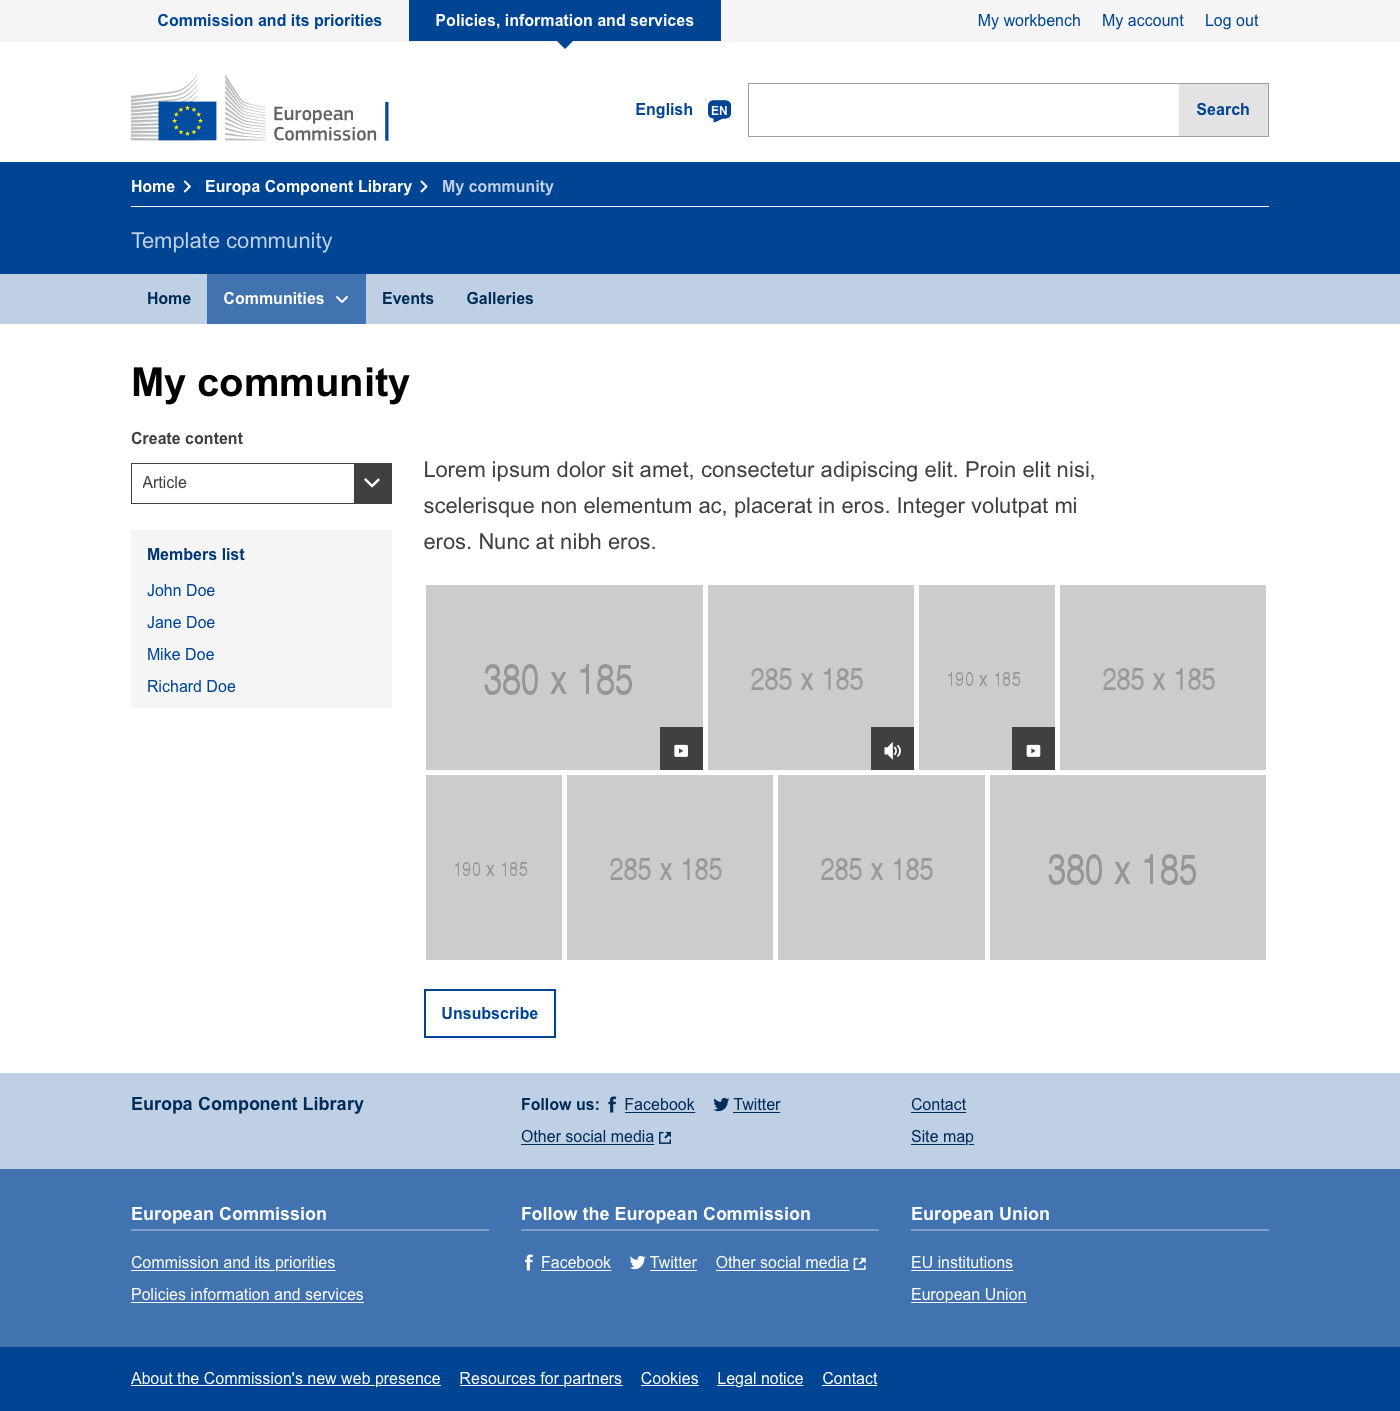 Commission and its priorities
Policies, information and services
My workbench
My account
Log out
European
Commission
English
EN
Search
Home
Europa Component Library
My community
Template community
Home
Communities
Events
Galleries
My community
Create content
Article
Members list
John Doe
Jane Doe
Mike Doe
Richard Doe
Lorem ipsum dolor sit amet, consectetur adipiscing elit. Proin elit nisi,
scelerisque non elementum ac, placerat in eros. Integer volutpat mi
eros. Nunc at nibh eros.
380 x 185
285 x 185
190 x 185
285 x 185
190 x 185
285 x 185
285 x 185
380 x 185
Unsubscribe
Europa Component Library
Follow us: Facebook Twitter
Other social media
Contact
Site map
European Commission
Commission and its priorities
Policies information and services
Follow the European Commission
Facebook Twitter Other social media
European Union
EU institutions
European Union
About the Commission's new web presence Resources for partners Cookies Legal notice Contact